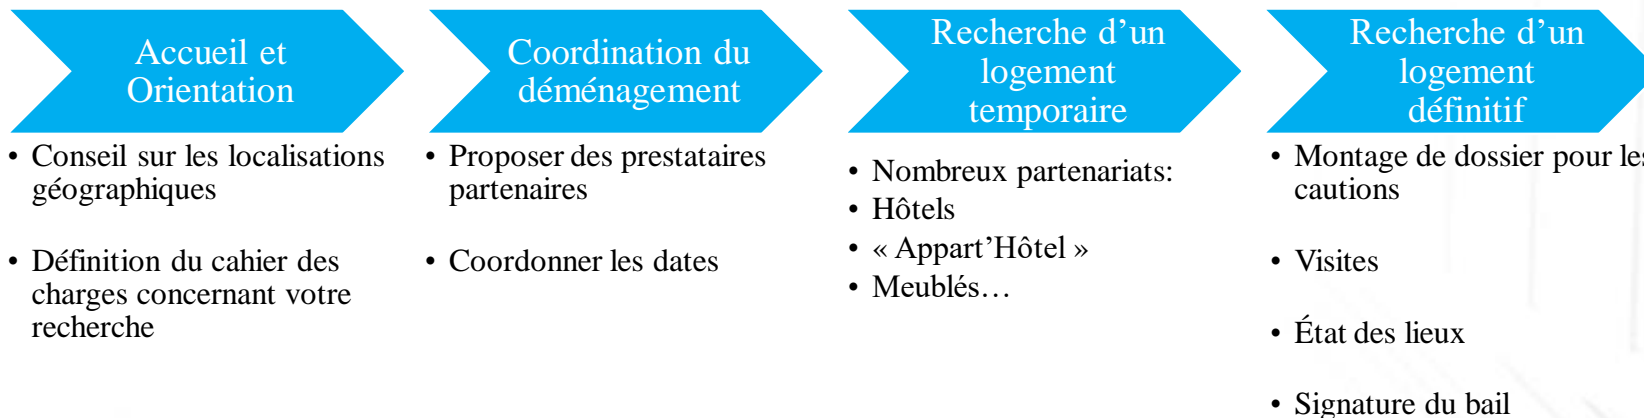 Accueil et
Orientation
• Conseil sur les localisations
géographiques
• Définition du cahier des
charges concernant votre
recherche
Coordination du
déménagement
• Proposer des prestataires
partenaires
• Coordonner les dates
Recherche d’un
logement
temporaire
• Nombreux partenariats:
• Hôtels
• « Appart’Hôtel »
• Meublés…
Recherche d’un
logement
définitif
• Montage de dossier pour les
cautions
• Visites
• État des lieux
• Signature du bail